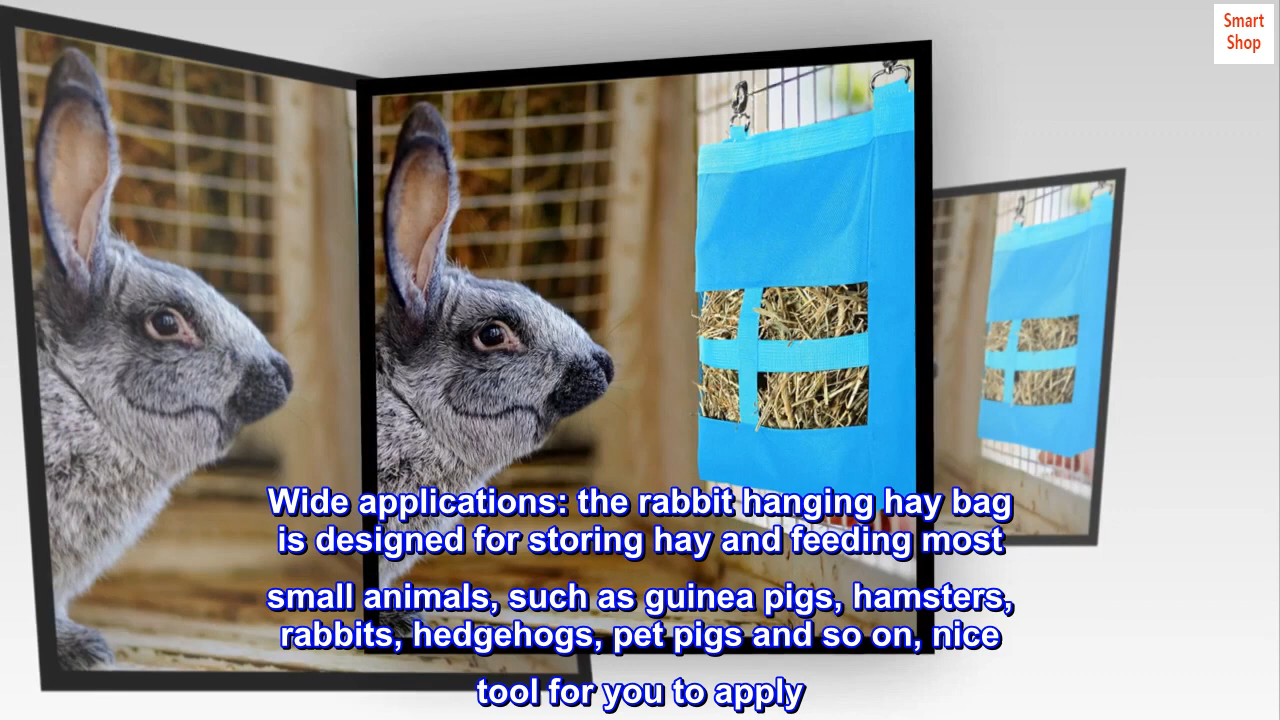 Smart
Shop
Wide applications: the rabbit hanging hay bag
is designed for storing hay and feeding most
small animals, such as guinea pigs, hamsters,
rabbits, hedgehogs, pet pigs and so on, nice
tool for you to apply